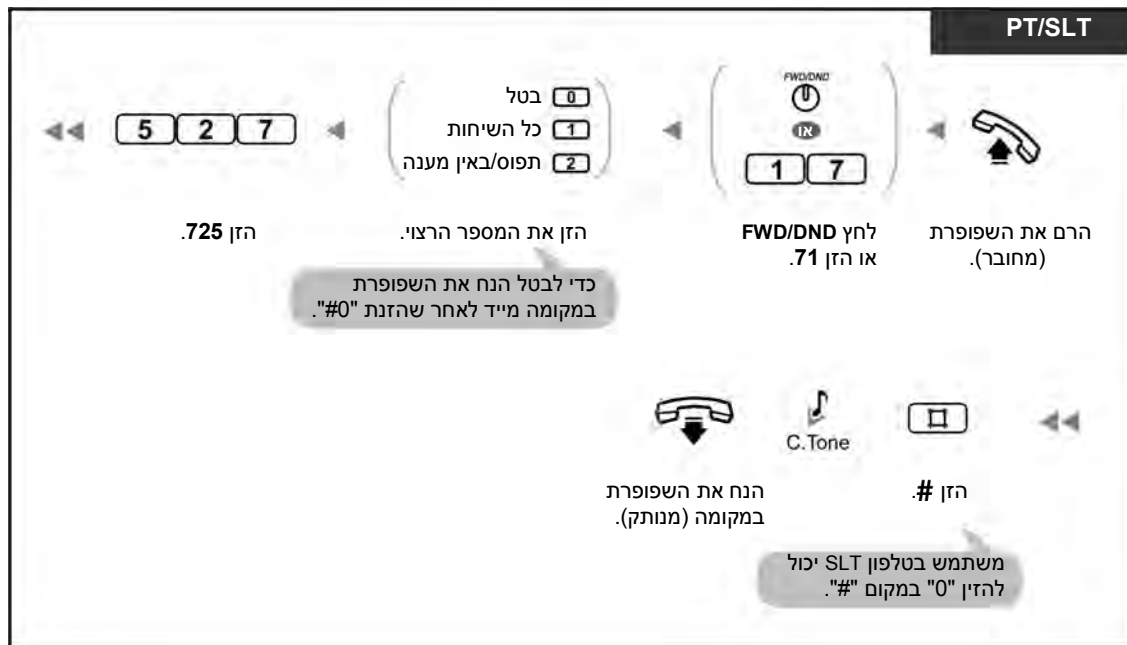 PT/SLT
FWD/DND
או
1 7
0 בטל
1 כל השיחות
2 תפוס/באין מענה
5 2 7
הרם את השפופרת
(מחובר).
לחץ FWD/DND
או הזן 71.
הזן את המספר הרצוי.
הזן 725.
כדי לבטל הנח את השפופרת
במקומה מייד לאחר שהזנת "0#".
C.Tone
הזן #.
הנח את השפופרת
במקומה (מנותק).
משתמש בטלפון SLT יכול
להזין "0" במקום "#".